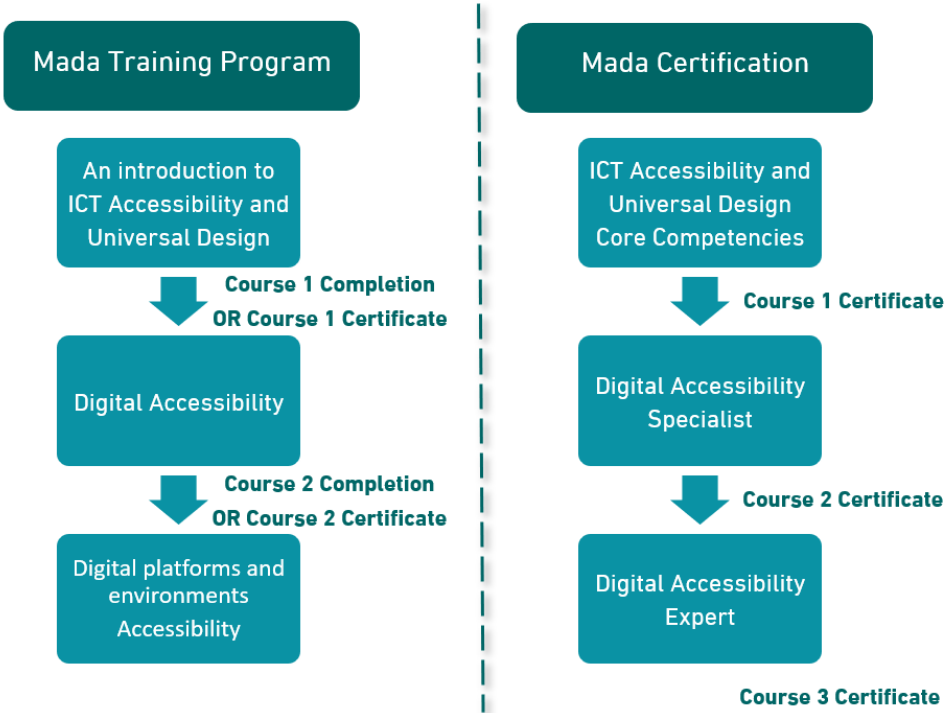 Mada Training Program
An introduction to
ICT Accessibility and
Universal Design
Course 1 Completion
OR Course 1 Certificate
Digital Accessibility
Course 2 Completion
OR Course 2 Certificate
Digital platforms and
environments
Accessibility
Mada Certification
ICT Accessibility and
Universal Design
Core Competencies
Course 1 Certificate
Digital Accessibility
Specialist
Course 2 Certificate
Digital Accessibility
Expert
Course 3 Certificate